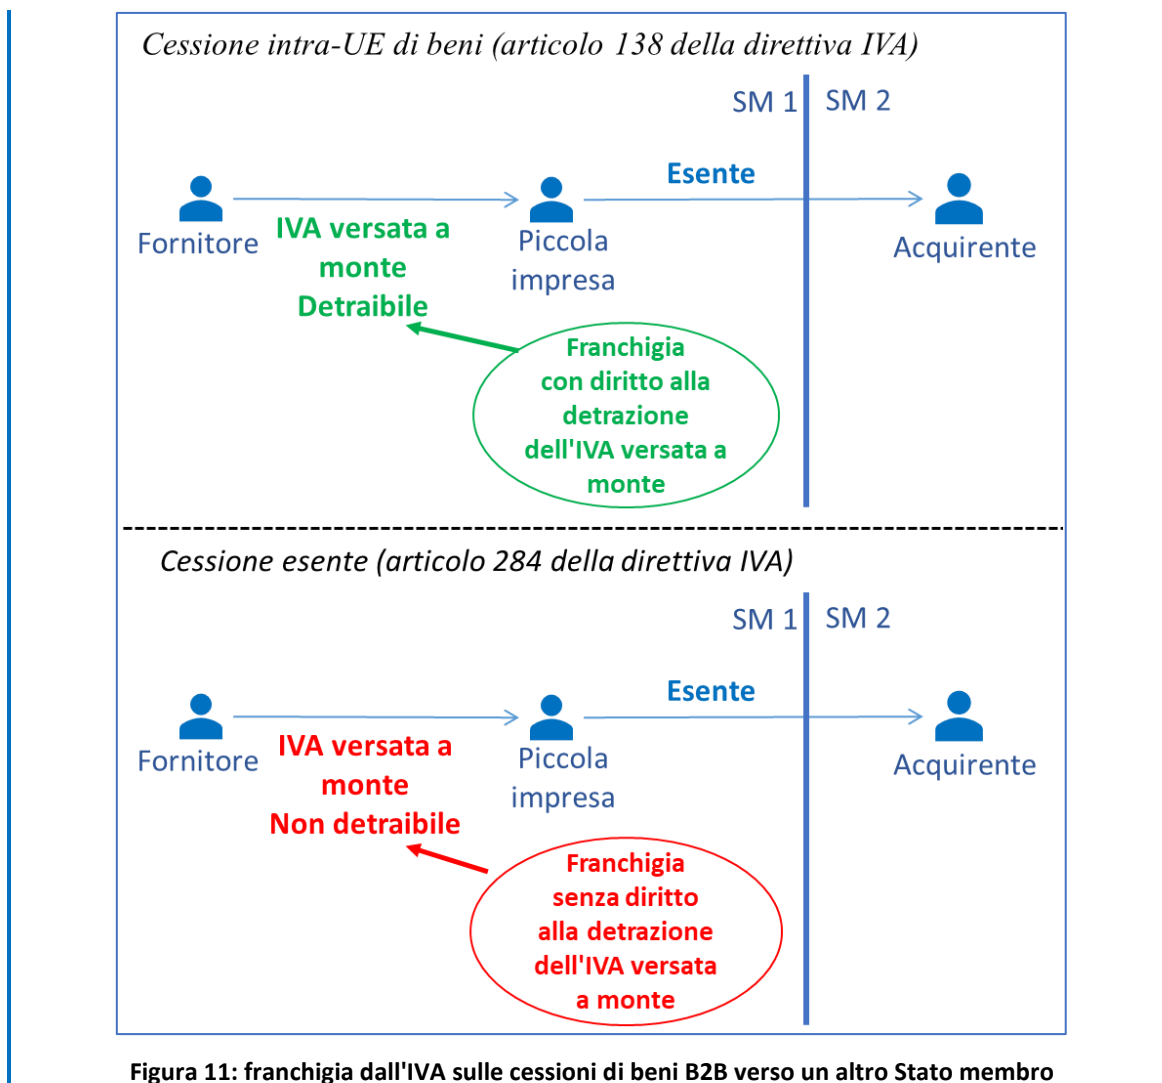 Cessione intra-UE di beni (articolo 138 della direttiva IVA)
SM 1
SM 2
Esente
Fornitore
IVA versata a
monte
Detraibile
Piccola
impresa
Acquirente
Franchigia
con diritto alla
detrazione
dell'IVA versata a
monte
Cessione esente (articolo 284 della direttiva IVA)
SM 1
SM 2
Esente
Fornitore
IVA versata a
monte
Non detraibile
Piccola
impresa
Acquirente
Franchigia
senza diritto
alla detrazione
dell'IVA versata
a monte
Figura 11: franchigia dall'IVA sulle cessioni di beni B2B verso un altro Stato membro